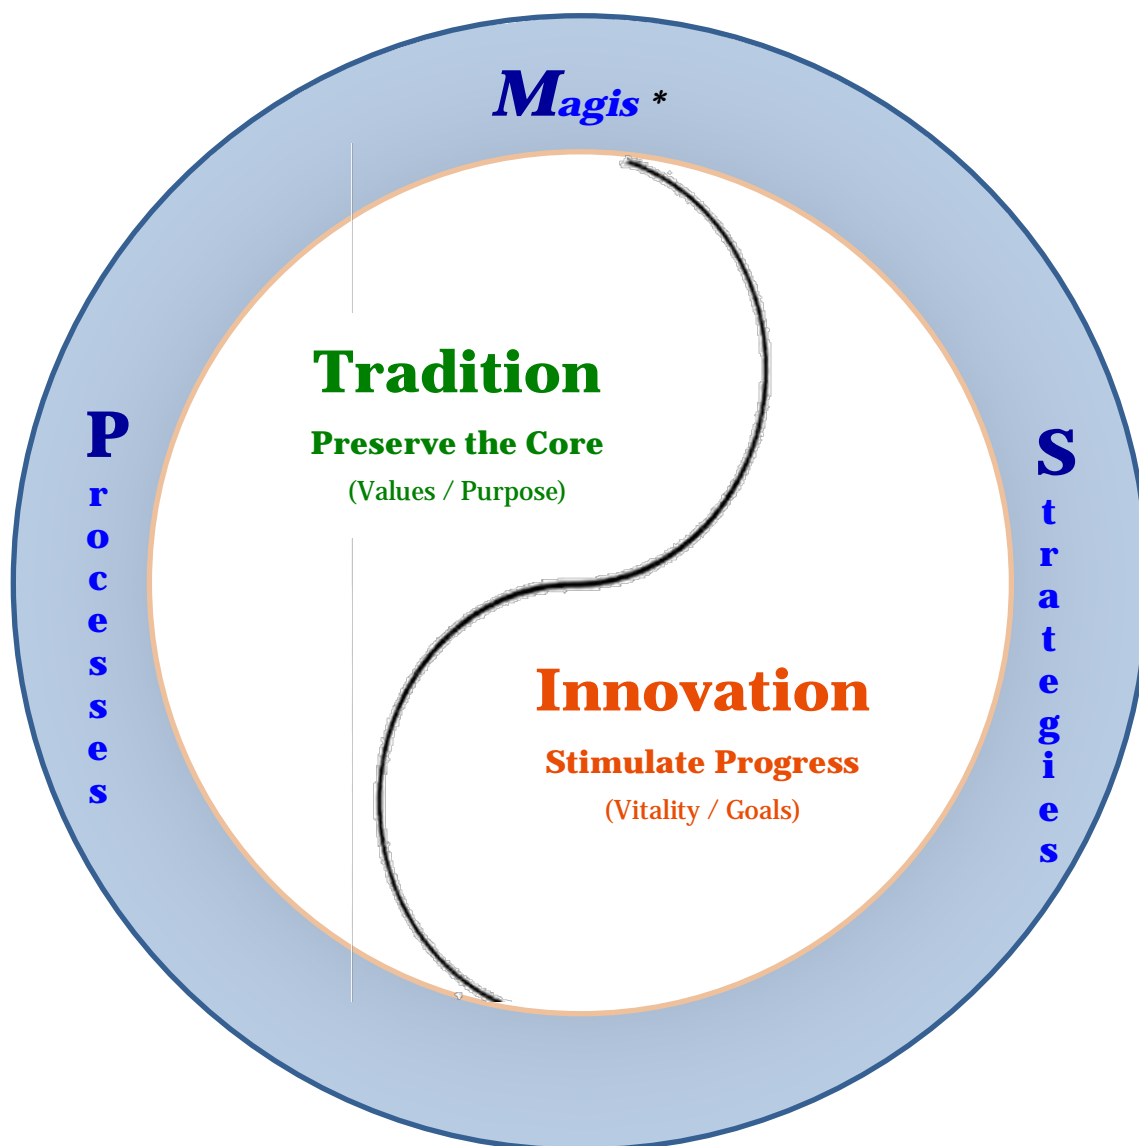 Magis *
Tradition
Preserve the Core
(Values / Purpose)
Processes
Strategies
Innovation
Stimulate Progress
(Vitality / Goals)